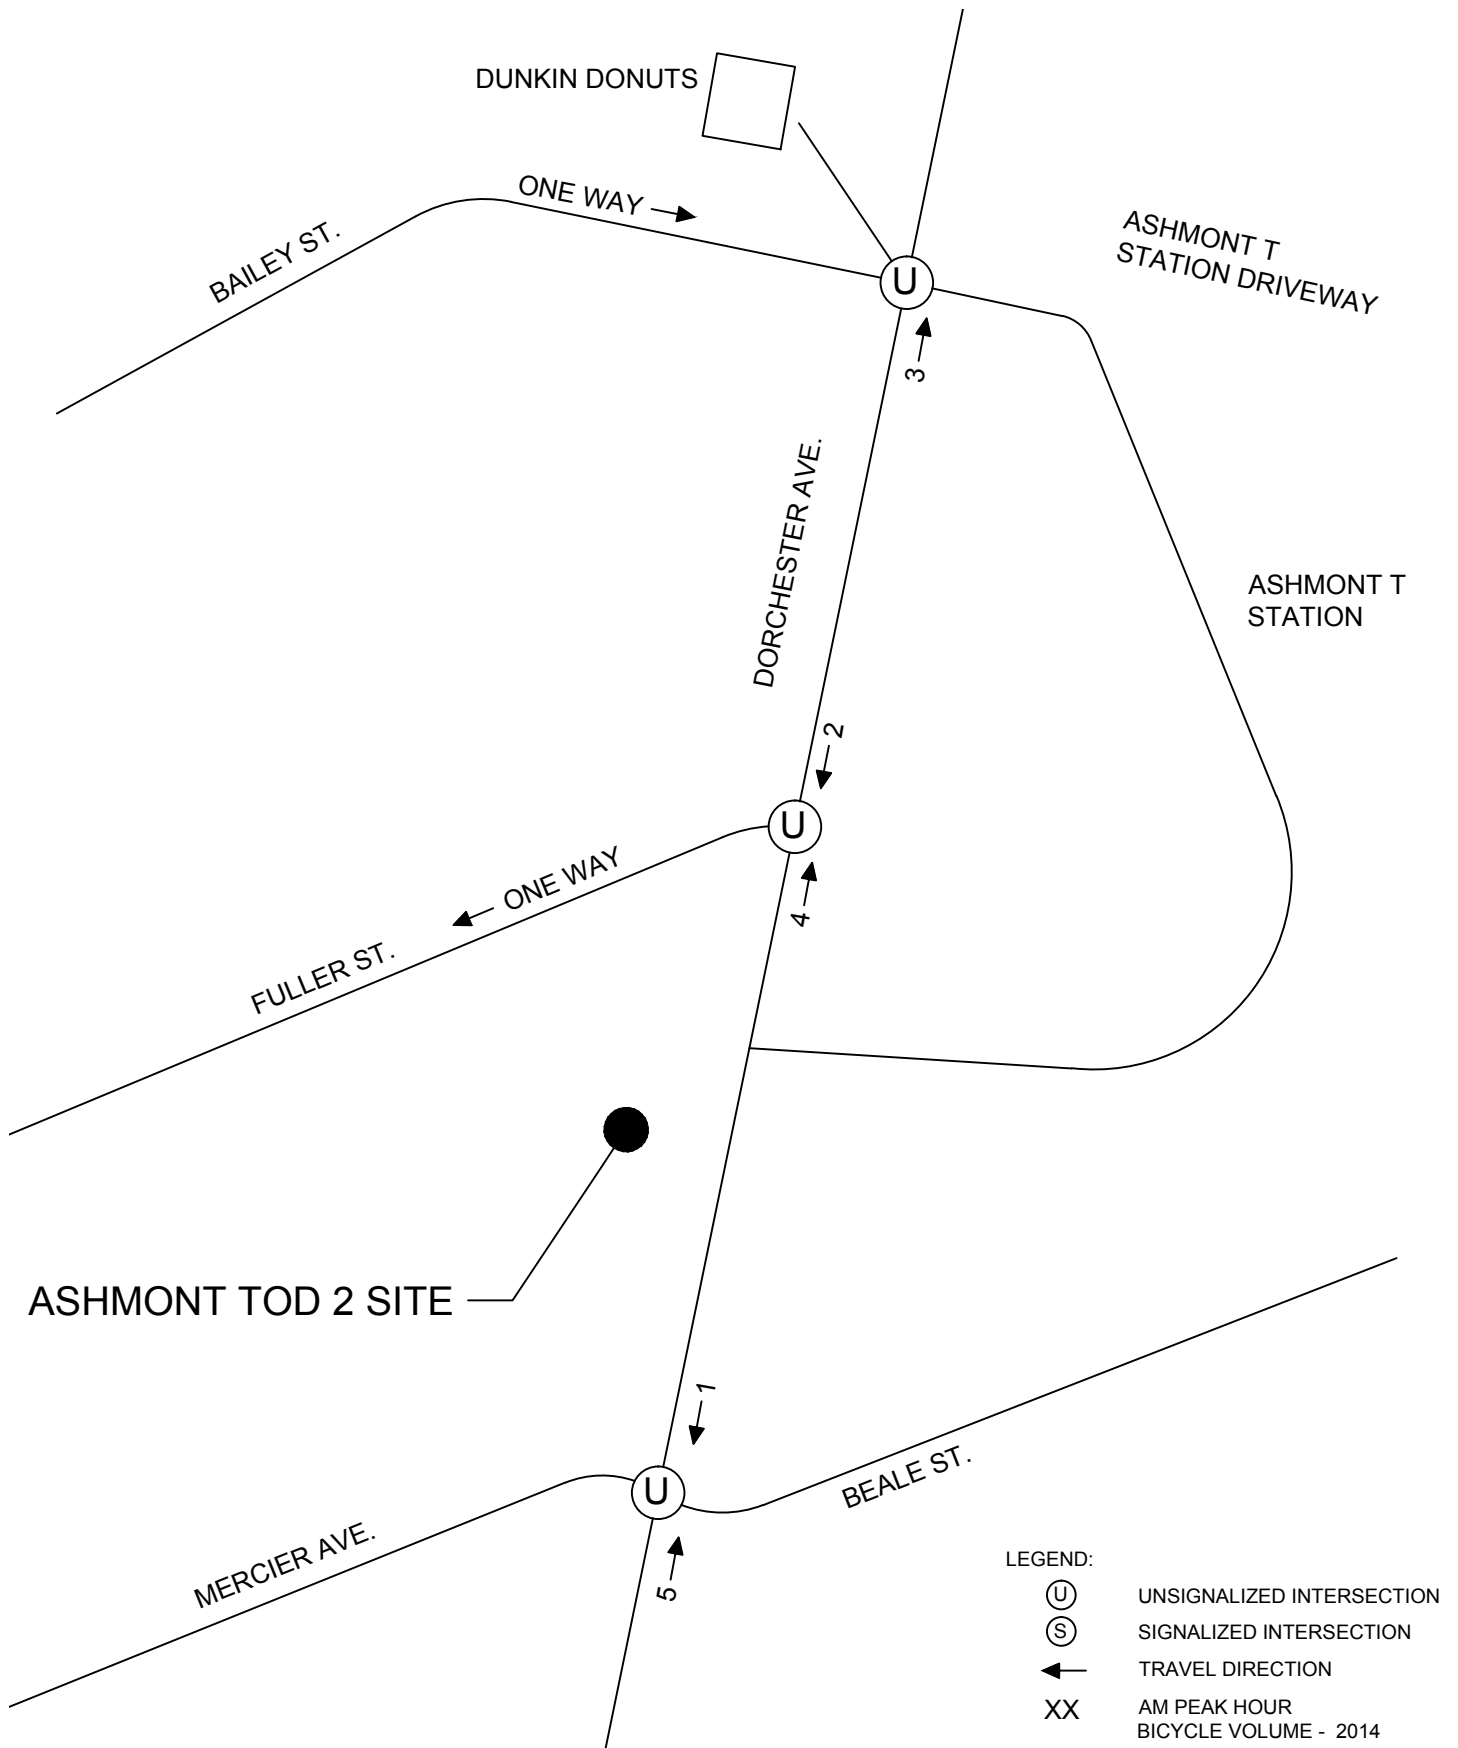 DUNKIN DONUTS
ONE WAY
BAILEY ST.
ASHMONT T
STATION DRIVEWAY
U
3
DORCHESTER AVE.
ASHMONT T
STATION
2
U
ONE WAY
4
FULLER ST.
ASHMONT TOD 2 SITE
1
U
BEALE ST.
MERCIER AVE.
5
LEGEND:
U UNSIGNALIZED INTERSECTION
S SIGNALIZED INTERSECTION
TRAVEL DIRECTION
XX AM PEAK HOUR
BICYCLE VOLUME - 2014